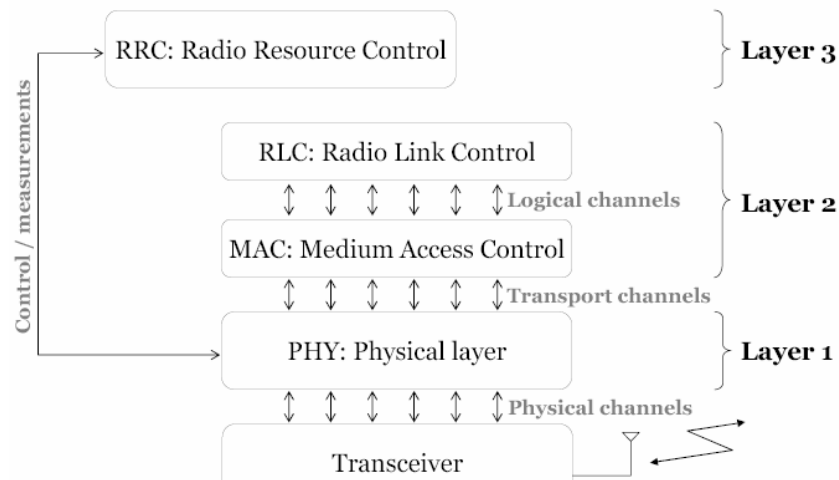 RRC: Radio Resource Control
Layer 3
Control / measurements
RLC: Radio Link Control
Logical channels
Layer 2
MAC: Medium Access Control
Transport channels
PHY: Physical layer
Layer 1
Physical channels
Transceiver